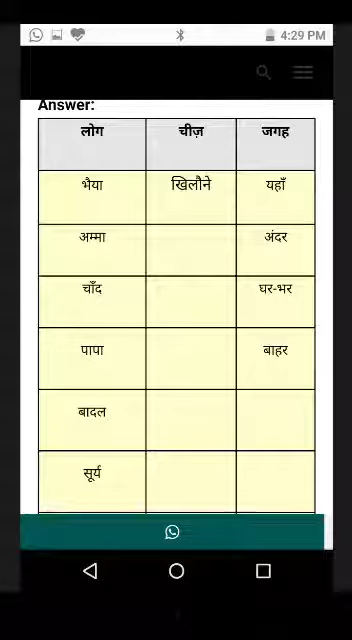 4:29 PM
Answer:
लोग चीज़ जगह
भैया खिलौने यहाँ
अम्मा अंदर
चाँद घर-भर
पापा बाहर
बादल
सूर्य